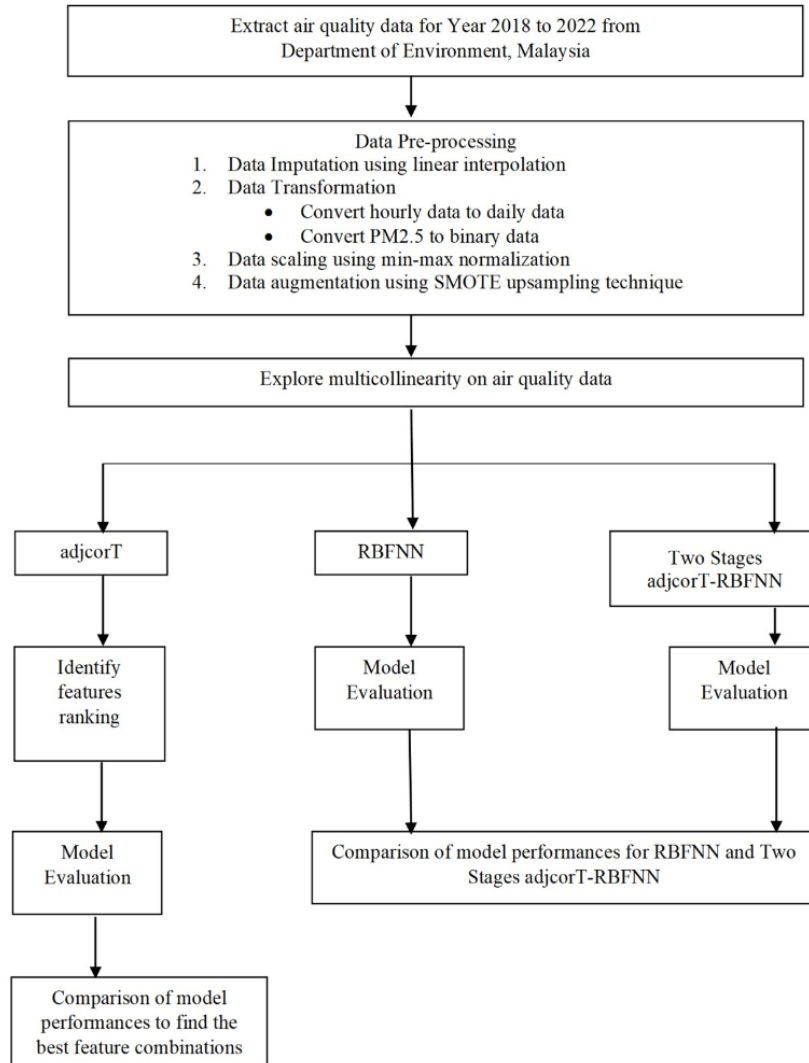 Extract air quality data for Year 2018 to 2022 from
Department of Environment, Malaysia
Data Pre-processing
1. Data Imputation using linear interpolation
2. Data Transformation
• Convert hourly data to daily data
• Convert PM2.5 to binary data
3. Data scaling using min-max normalization
4. Data augmentation using SMOTE upsampling technique
Explore multicollinearity on air quality data
adjcorT
RBFNN
Two Stages
adjcorT-RBFNN
Identify
features
ranking
Model
Evaluation
Model
Evaluation
Model
Evaluation
Comparison of model performances for RBFNN and Two
Stages adjcorT-RBFNN
Comparison of model
performances to find the
best feature combinations